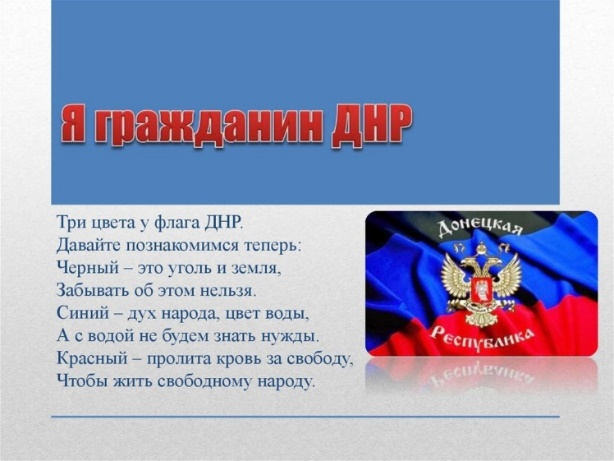 Я гражданин ДНР
Три цвета у флага ДНР.
Давайте познакомимся теперь:
Черный – это уголь и земля,
Забывать об этом нельзя.
Синий – дух народа, цвет воды,
А с водой не будем знать нужды.
Красный – пролита кровь за свободу,
Чтобы жить свободному народу.
Донецкая
Республика